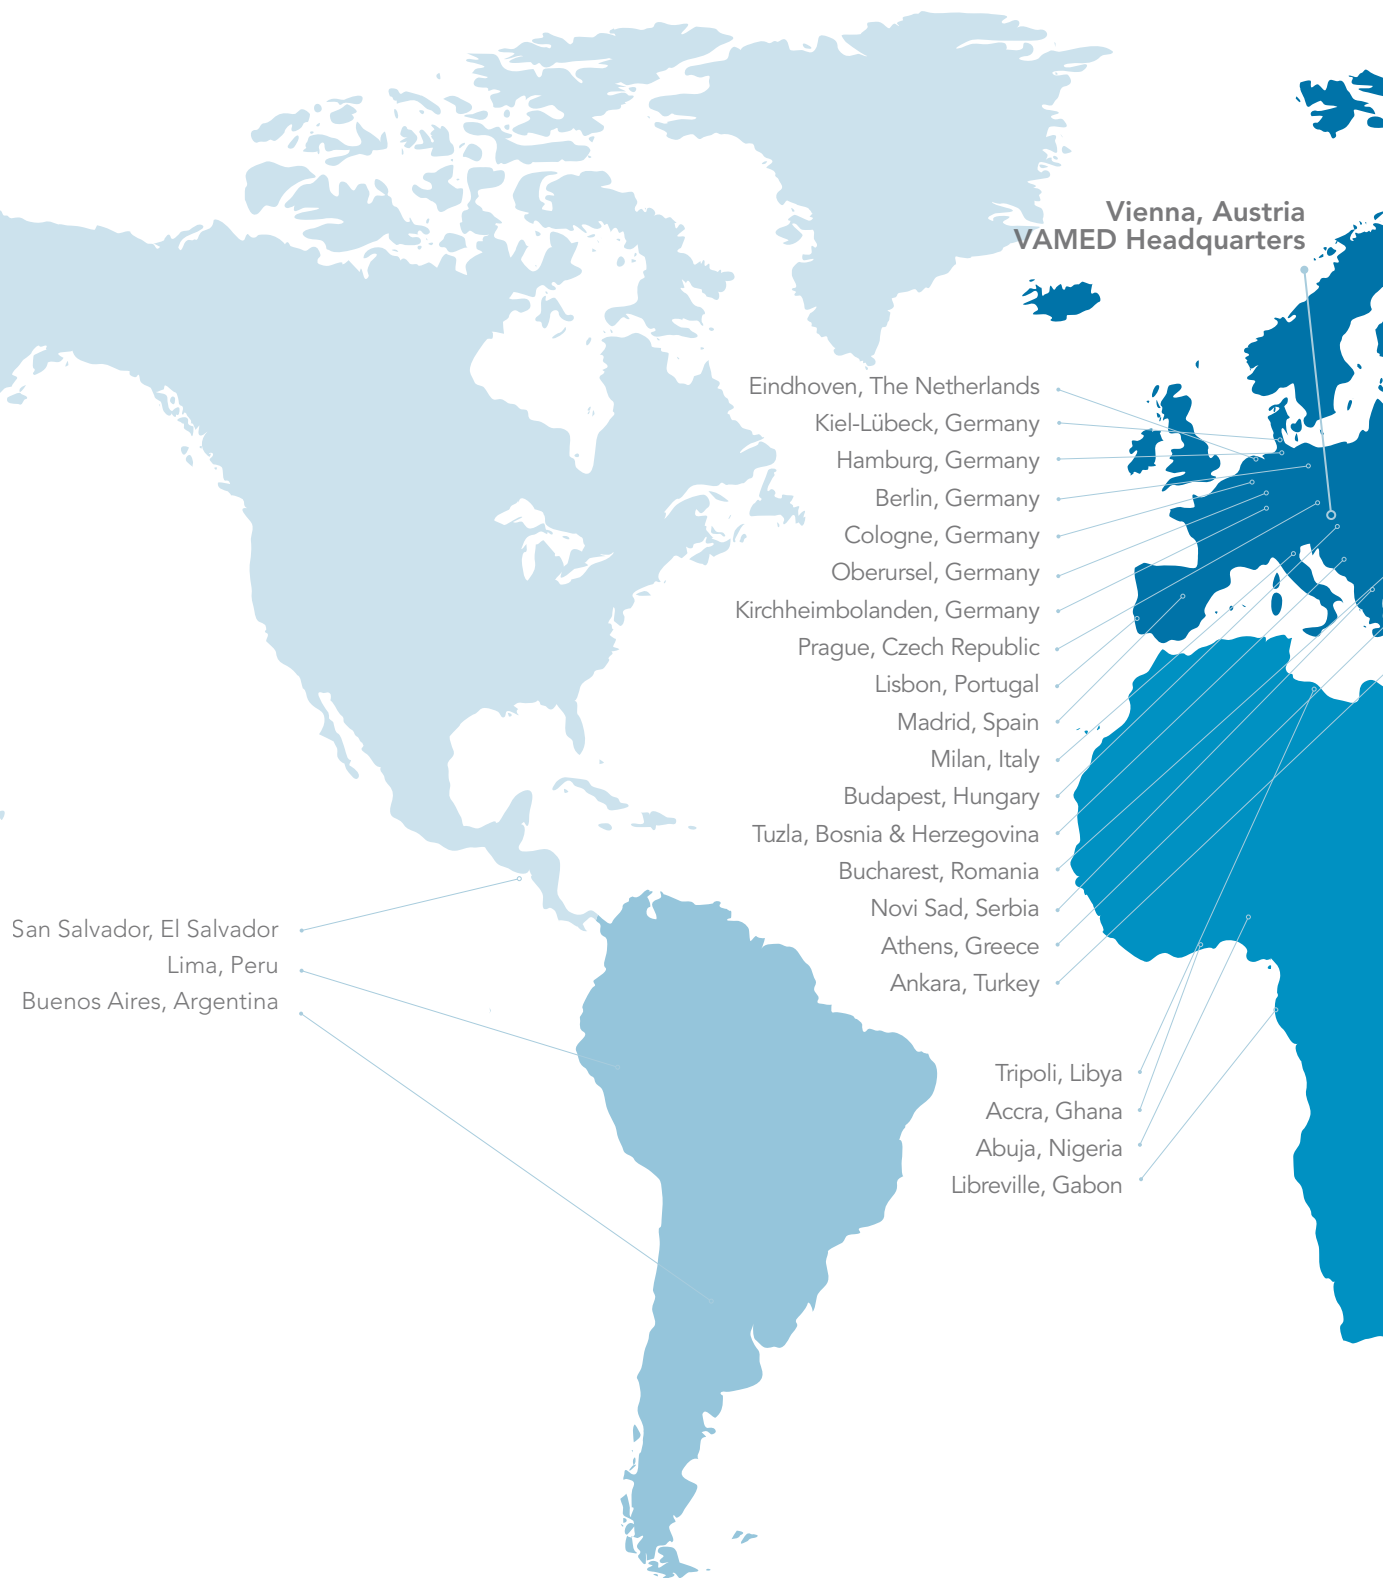 Vienna, Austria
VAMED Headquarters
Eindhoven, The Netherlands
Kiel-Lübeck, Germany
Hamburg, Germany
Berlin, Germany
Cologne, Germany
Oberursel, Germany
Kirchheimbolanden, Germany
Prague, Czech Republic
Lisbon, Portugal
Madrid, Spain
Milan, Italy
Budapest, Hungary
Tuzla, Bosnia & Herzegovina
Bucharest, Romania
Novi Sad, Serbia
Athens, Greece
Ankara, Turkey
San Salvador, El Salvador
Lima, Peru
Buenos Aires, Argentina
Tripoli, Libya
Accra, Ghana
Abuja, Nigeria
Libreville, Gabon